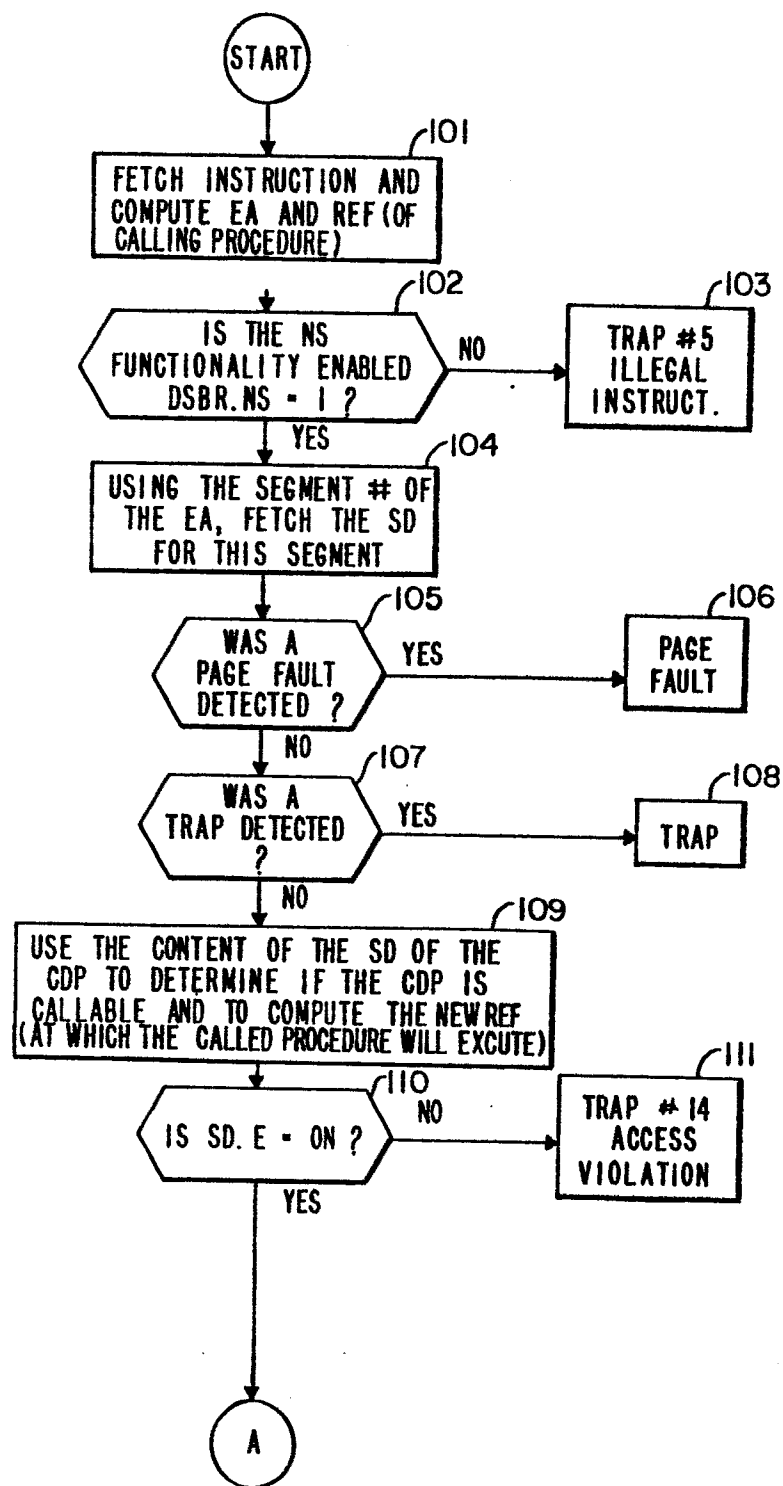 START
101
FETCH INSTRUCTION AND
COMPUTE EA AND REF (OF
CALLING PROCEDURE)
102
IS THE NS
FUNCTIONALITY ENABLED
DSBR.NS = 1 ?
NO
103
TRAP #5
ILLEGAL
INSTRUCT.
YES
104
USING THE SEGMENT # OF
THE EA, FETCH THE SD
FOR THIS SEGMENT
105
WAS A
PAGE FAULT
DETECTED ?
YES
106
PAGE
FAULT
NO
107
WAS A
TRAP DETECTED
?
YES
108
TRAP
NO
109
USE THE CONTENT OF THE SD OF THE
CDP TO DETERMINE IF THE CDP IS
CALLABLE AND TO COMPUTE THE NEW REF
(AT WHICH THE CALLED PROCEDURE WILL EXCUTE)
110
IS SD. E = ON ?
NO
111
TRAP # 14
ACCESS
VIOLATION
YES
A